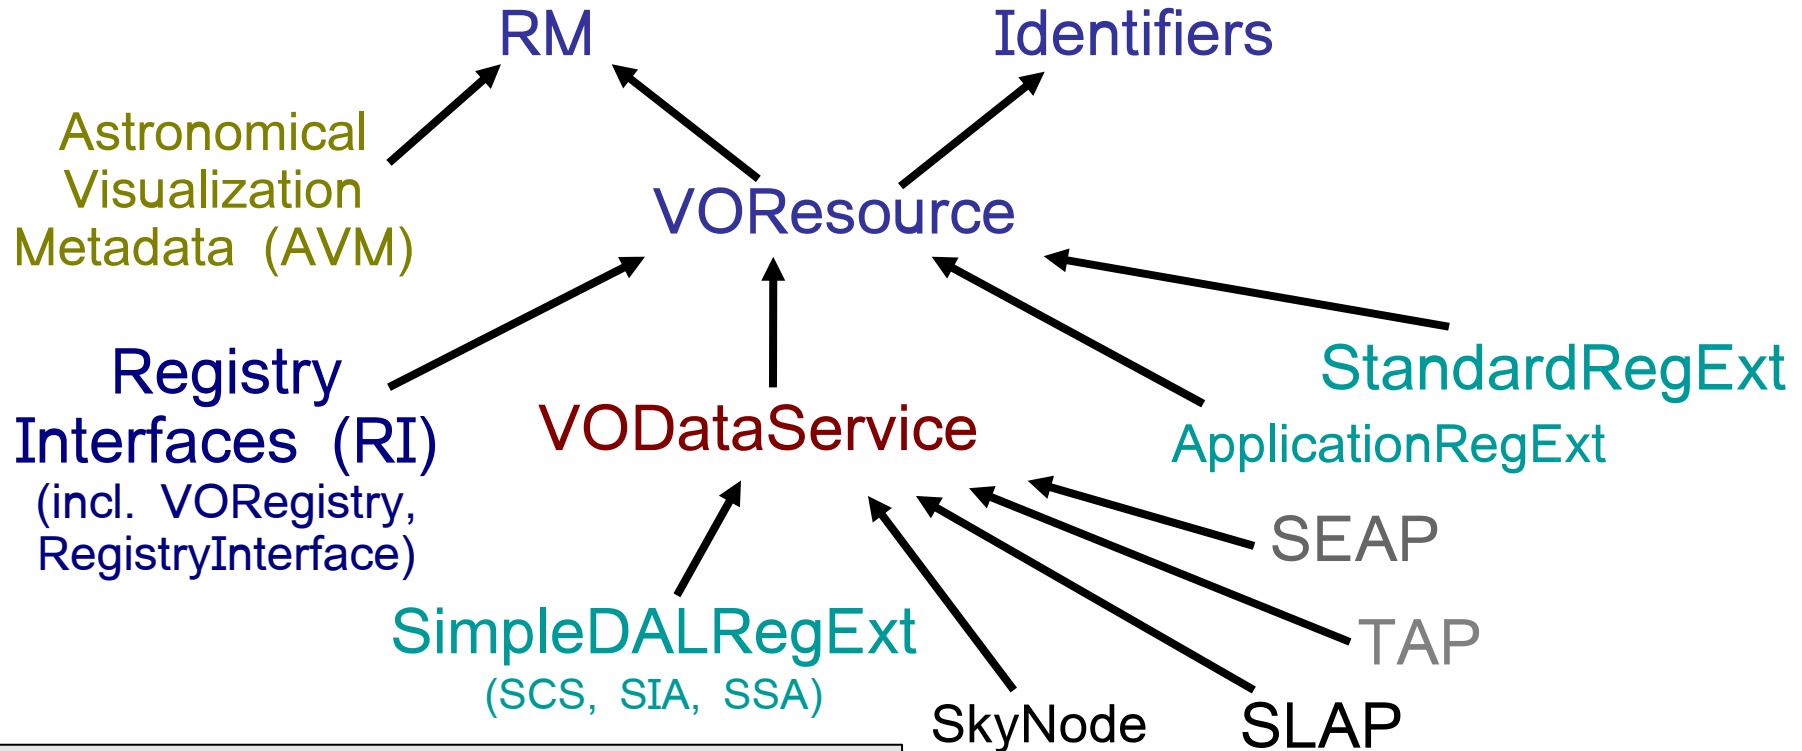 RM
Identifiers
Astronomical
Visualization
Metadata (AVM)
VOResource
Registry
Interfaces (RI)
(incl. VORegistry,
RegistryInterface)
VODataService
StandardRegExt
ApplicationRegExt
SEAP
SimpleDALRegExt
(SCS, SIA, SSA)
TAP
SkyNode
SLAP